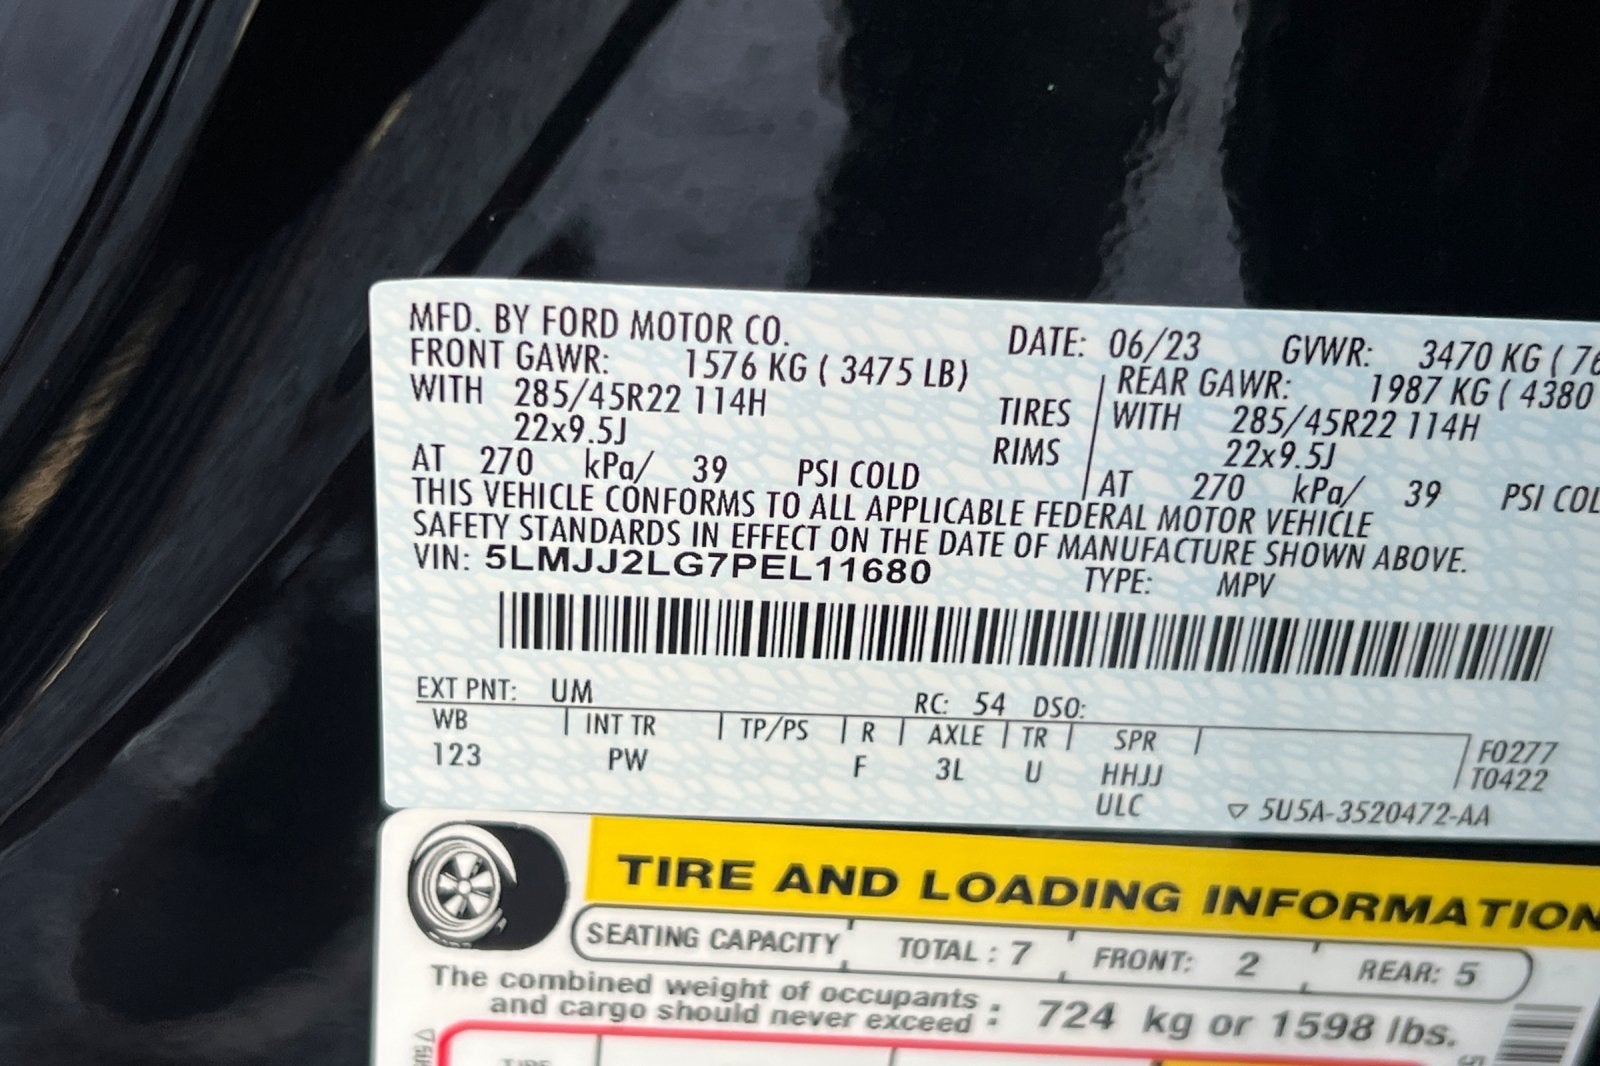 MFD. BY FORD MOTOR CO.
DATE: 06/23 GVWR: 3470 KG ( 76
FRONT GAWR: 1576 KG ( 3475 LB)
REAR GAWR: 1987 KG ( 4380
WITH 285/45R22 114H TIRES WITH 285/45R22 114H
22x9.5J RIMS 22x9.5J
AT 270 kPa/ 39 PSI COLD AT 270 kPa/ 39 PSI COL
THIS VEHICLE CONFORMS TO ALL APPLICABLE FEDERAL MOTOR VEHICLE
SAFETY STANDARDS IN EFFECT ON THE DATE OF MANUFACTURE SHOWN ABOVE.
VIN: 5LMJJ2LG7PEL11680 TYPE: MPV
EXT PNT: UM RC: 54 DSO:
WB INT TR TP/PS R AXLE TR SPR F0277
123 PW F 3L U HHJJ T0422
ULC ▽ 5U5A-3520472-AA
TIRE AND LOADING INFORMATION
SEATING CAPACITY TOTAL : 7 FRONT: 2 REAR: 5
The combined weight of occupants
and cargo should never exceed : 724 kg or 1598 lbs.